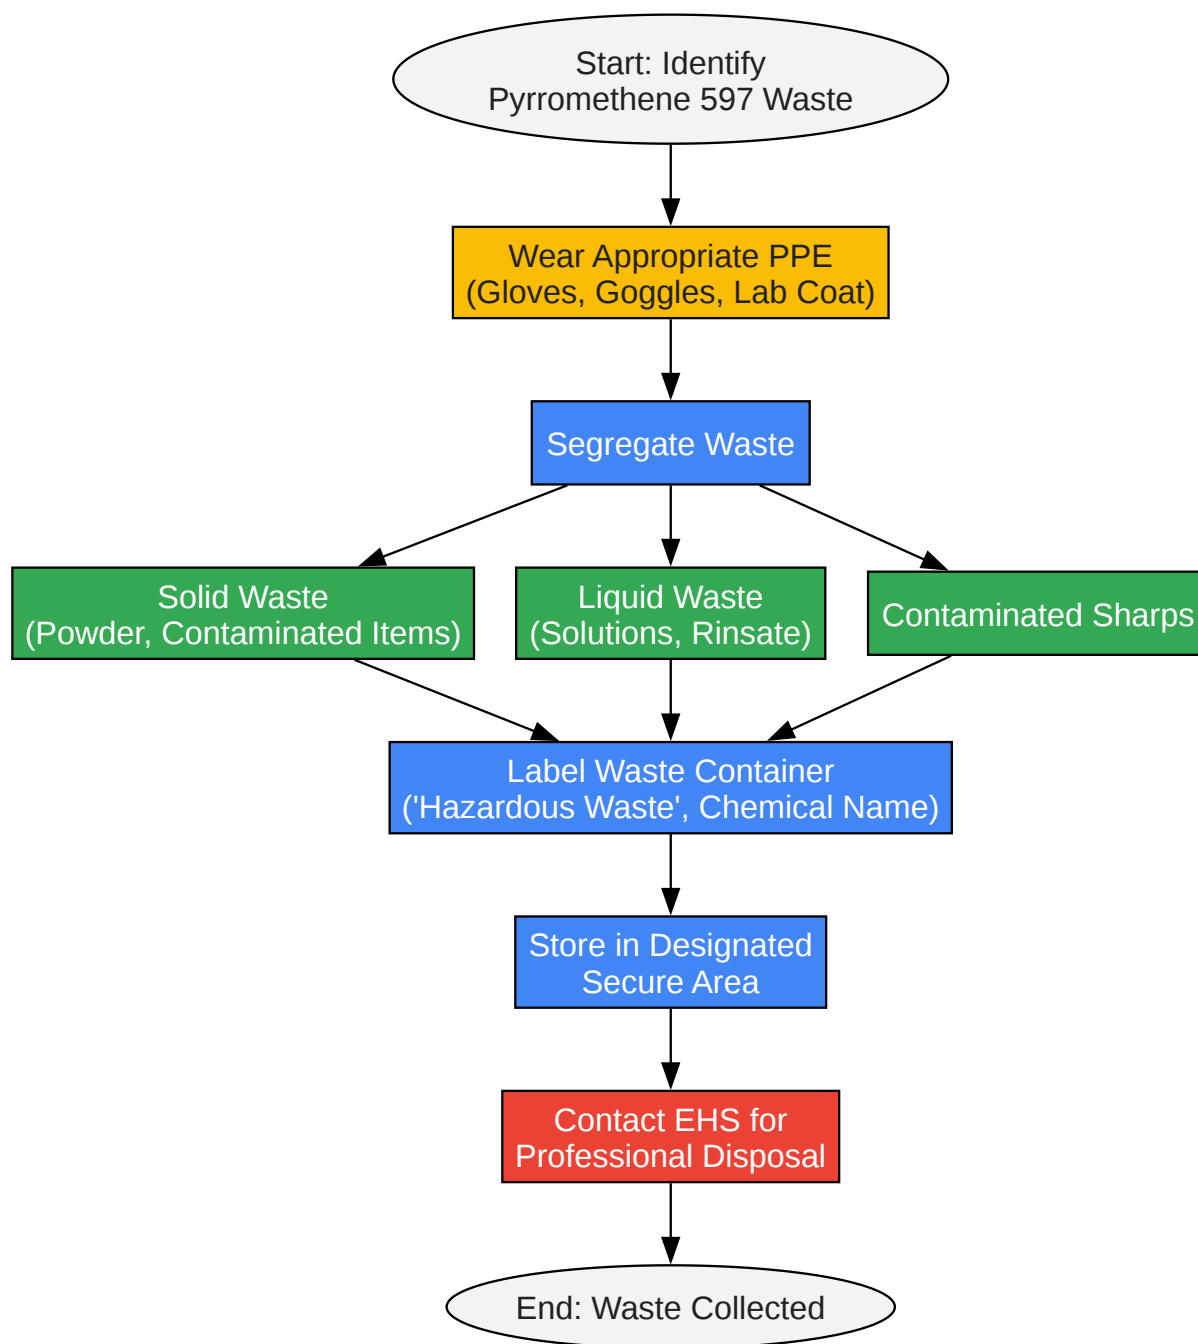 Start: Identify
Pyrromethene 597 Waste
Wear Appropriate PPE
(Gloves, Goggles, Lab Coat)
Segregate Waste
Solid Waste
(Powder, Contaminated Items)
Liquid Waste
(Solutions, Rinsate)
Contaminated Sharps
Label Waste Container
('Hazardous Waste', Chemical Name)
Store in Designated
Secure Area
Contact EHS for
Professional Disposal
End: Waste Collected